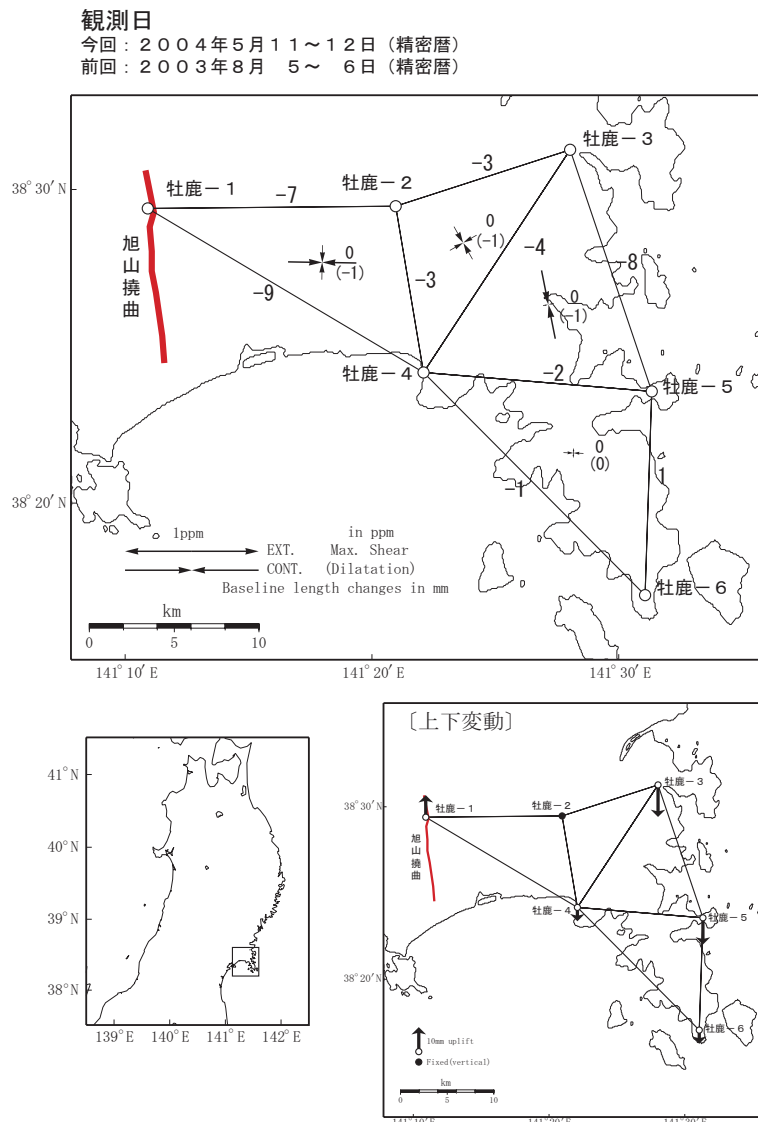 観測日
今回：２００４年５月１１～１２日（精密暦）
前回：２００３年８月　５～　６日（精密暦）
38°30′N
38°20′N
141°10′E
141°20′E
141°30′E
牡鹿－1
牡鹿－2
牡鹿－3
牡鹿－4
牡鹿－5
牡鹿－6
旭山撓曲
-7
-3
-9
-3
-4
-8
-2
-1
1
0
(-1)
0
(-1)
0
(-1)
0
(0)
1ppm
in ppm
EXT.
Max. Shear
CONT.
(Dilatation)
Baseline length changes in mm
km
0
5
10
41°N
40°N
39°N
38°N
139°E
140°E
141°E
142°E
〔上下変動〕
38°30′N
38°20′N
牡鹿－1
牡鹿－2
牡鹿－3
牡鹿－4
牡鹿－5
牡鹿－6
旭山撓曲
10mm uplift
Fixed(vertical)
km
0
5
10
141°10′E
141°20′E
141°30′E